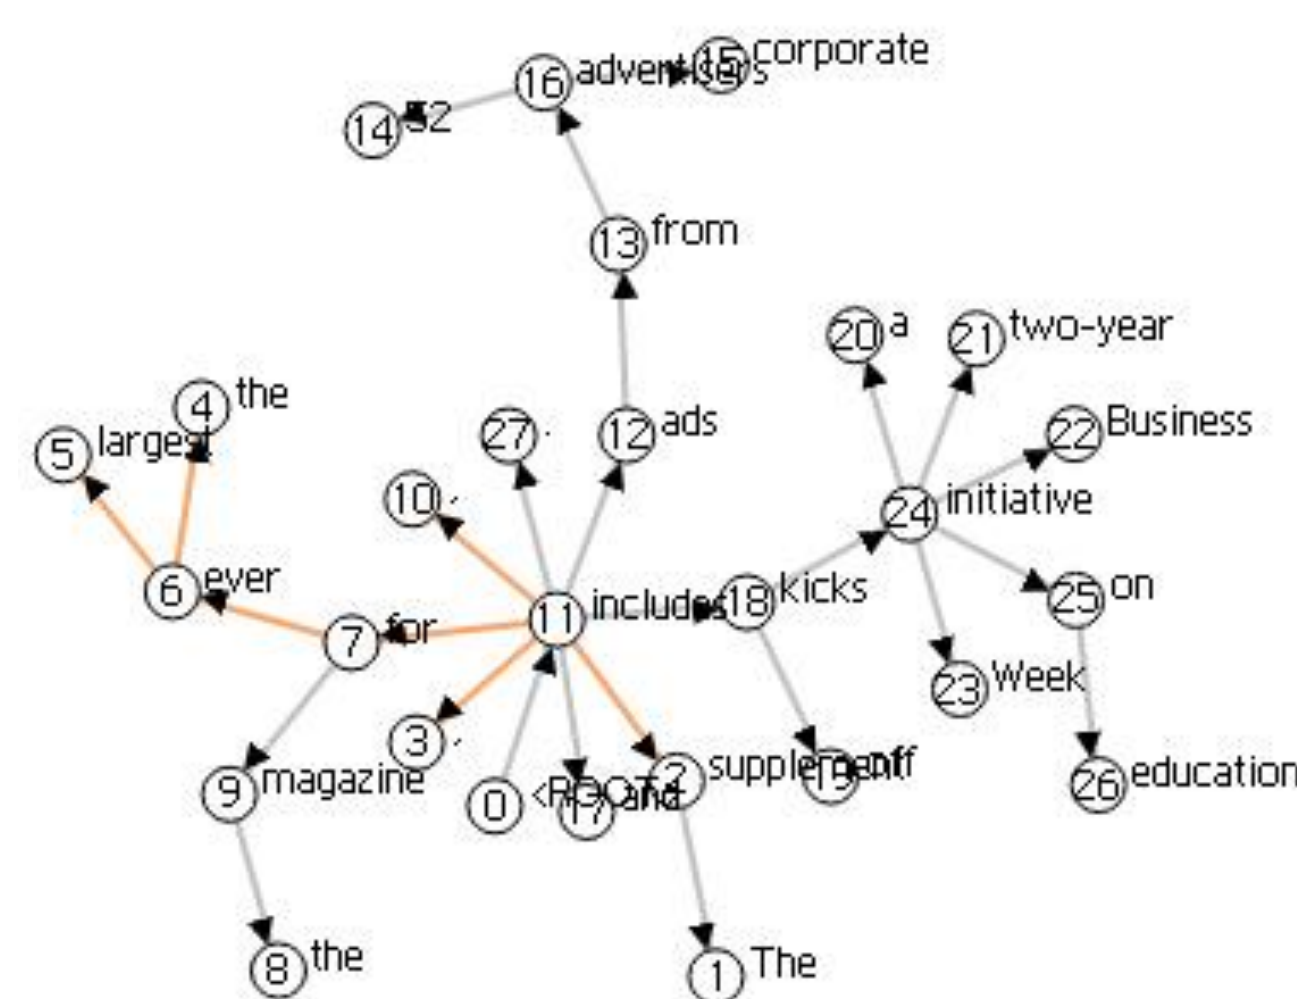 15 corporate
16 advertisers
14 52
13 from
20 a
21 two-year
4 the
5 largest
27 .
12 ads
22 Business
10 ,
24 initiative
6 ever
18 kicks
25 on
11 includes
7 for
23 Week
3 ,
9 magazine
2 supplement
19 off
26 education
0 <ROOT>
17 and
8 the
1 The